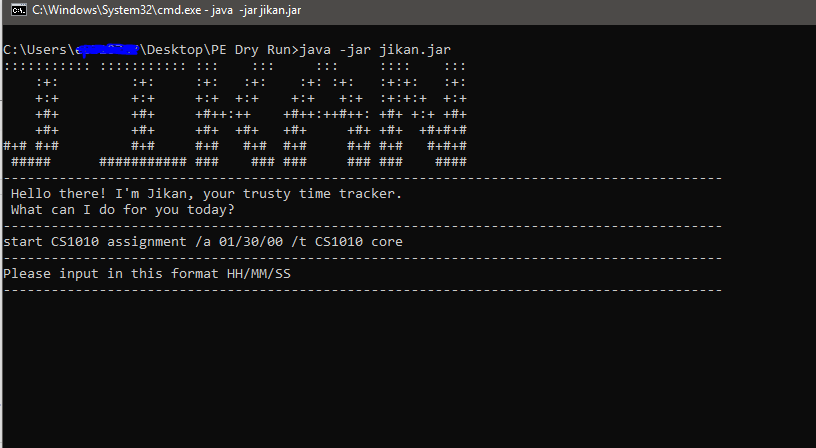 C:\Windows\System32\cmd.exe - java -jar jikan.jar
C:\Users\ \Desktop\PE Dry Run>java -jar jikan.jar
::::::::::: ::::::::::: :::    :::     :::     ::::    :::
    :+:         :+:     :+:   :+:    :+: :+:   :+:+:   :+:
    +:+         +:+     +:+  +:+    +:+   +:+  :+:+:+  +:+
    +#+         +#+     +#++:++    +#++:++#++: +#+ +:+ +#+
    +#+         +#+     +#+  +#+   +#+     +#+ +#+  +#+#+#
#+# #+#         #+#     #+#   #+#  #+#     #+# #+#   #+#+#
 #####      ########### ###    ### ###     ### ###    ####
------------------------------------------------------------------------------------------
Hello there! I'm Jikan, your trusty time tracker.
What can I do for you today?
------------------------------------------------------------------------------------------
start CS1010 assignment /a 01/30/00 /t CS1010 core
------------------------------------------------------------------------------------------
Please input in this format HH/MM/SS
------------------------------------------------------------------------------------------